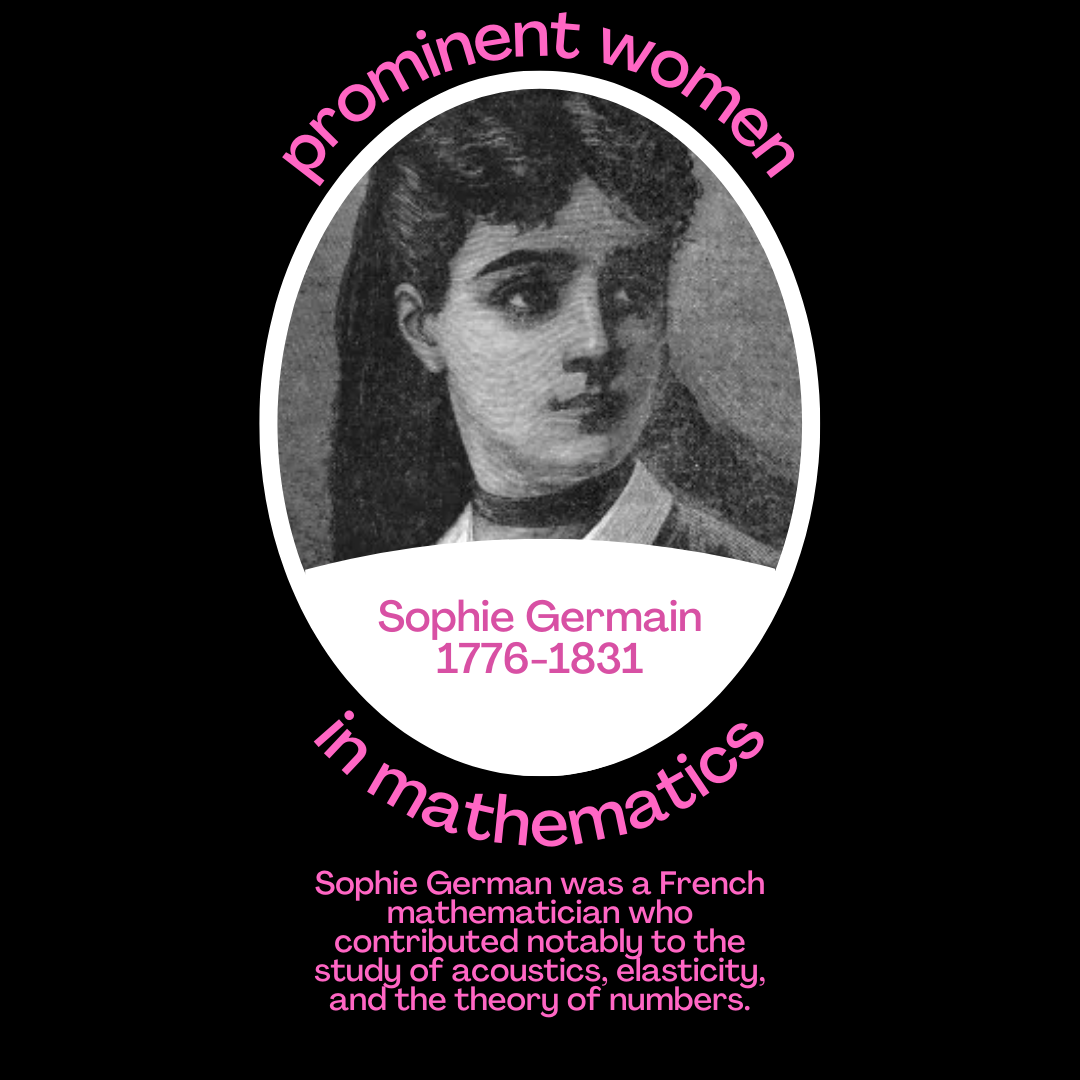 prominent women
Sophie Germain
1776-1831
in mathematics
Sophie German was a French
mathematician who
contributed notably to the
study of acoustics, elasticity,
and the theory of numbers.